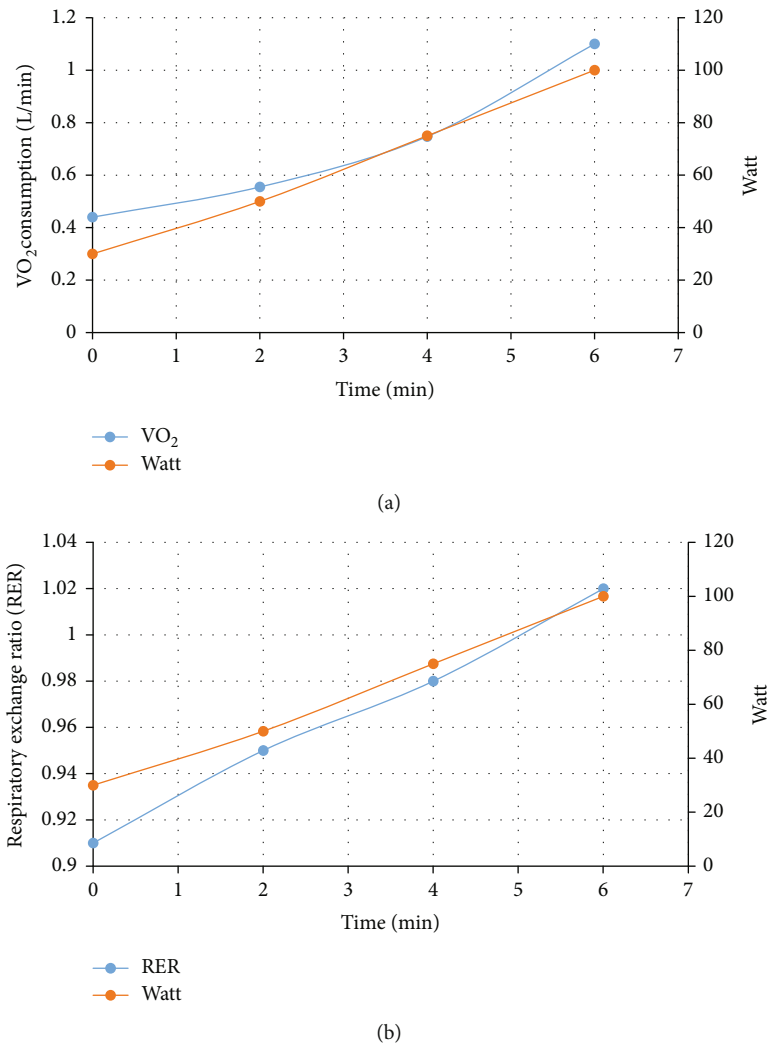 1.2
1
0.8
0.6
0.4
0.2
0
VO₂consumption (L/min)
120
100
80
60
40
20
0
Watt
0 1 2 3 4 5 6 7
Time (min)
VO₂
Watt
(a)
1.04
1.02
1
0.98
0.96
0.94
0.92
0.9
Respiratory exchange ratio (RER)
120
100
80
60
40
20
0
Watt
0 1 2 3 4 5 6 7
Time (min)
RER
Watt
(b)